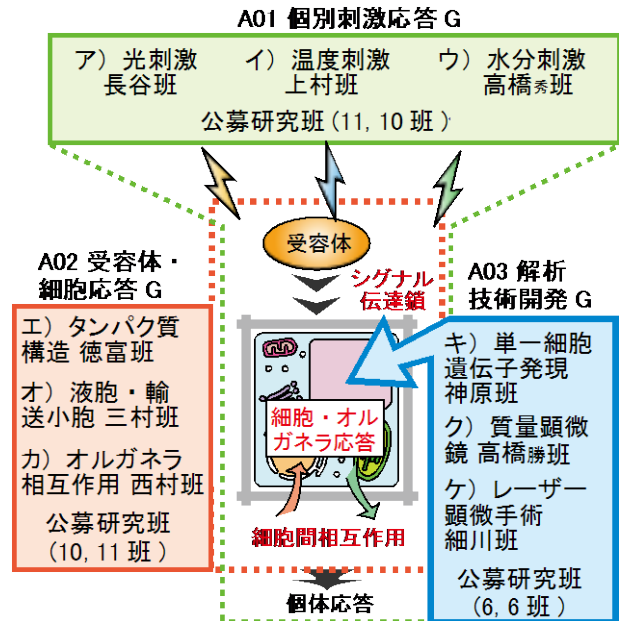 A01 個別刺激応答 G
ア）光刺激
長谷班
イ）温度刺激
上村班
ウ）水分刺激
高橋秀班
公募研究班（11, 10 班）
受容体
シグナル
伝達鎖
A02 受容体・
細胞応答 G
エ）タンパク質
構造 徳富班
オ）液胞・輸
送小胞 三村班
カ）オルガネラ
相互作用 西村班
公募研究班
（10, 11 班）
細胞・オル
ガネラ応答
細胞間相互作用
個体応答
A03 解析
技術開発 G
キ）単一細胞
遺伝子発現
神原班
ク）質量顕微
鏡 高橋勝班
ケ）レーザー
顕微手術
細川班
公募研究班
（6, 6 班）